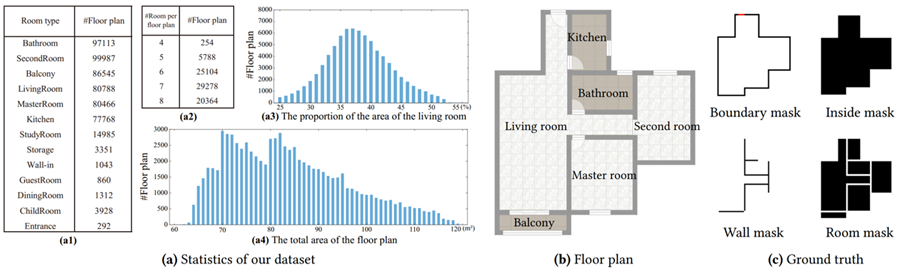 Room type #Floor plan
Bathroom 97113
SecondRoom 99987
Balcony 86545
LivingRoom 80788
MasterRoom 80466
Kitchen 77768
StudyRoom 14985
Storage 3351
Wall-in 1043
GuestRoom 860
DiningRoom 1312
ChildRoom 3928
Entrance 292
(a1)
#Room per floor plan #Floor plan
4 254
5 5788
6 25104
7 29278
8 20364
(a2)
#Floor plan
8000
7000
6000
5000
4000
3000
2000
1000
0
25 30 35 40 45 50 55(%)
(a3) The proportion of the area of the living room
#Floor plan
3000
2500
2000
1500
1000
500
0
60 70 80 90 100 110 120(m²)
(a4) The total area of the floor plan
(a) Statistics of our dataset
Kitchen
Bathroom
Living room
Second room
Master room
Balcony
(b) Floor plan
Boundary mask
Inside mask
Wall mask
Room mask
(c) Ground truth